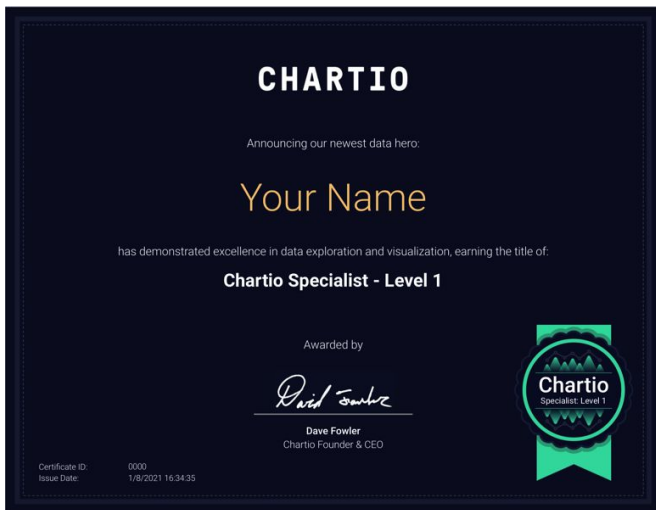 CHARTIO
Announcing our newest data hero:
Your Name
has demonstrated excellence in data exploration and visualization, earning the title of:
Chartio Specialist - Level 1
Awarded by
David Fowler
Dave Fowler
Chartio Founder & CEO
Chartio
Specialist: Level 1
Certificate ID: 0000
Issue Date: 1/8/2021 16:34:35